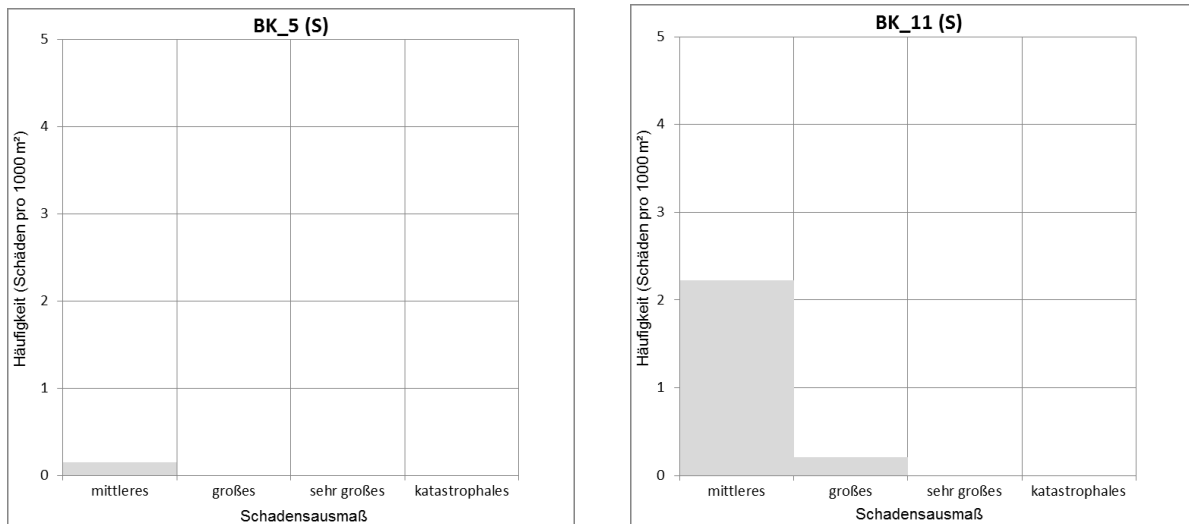 BK_5 (S)
5
4
3
2
1
0
Häufigkeit (Schäden pro 1000 m²)
mittleres großes sehr großes katastrophales
Schadensausmaß
BK_11 (S)
5
4
3
2
1
0
Häufigkeit (Schäden pro 1000 m²)
mittleres großes sehr großes katastrophales
Schadensausmaß